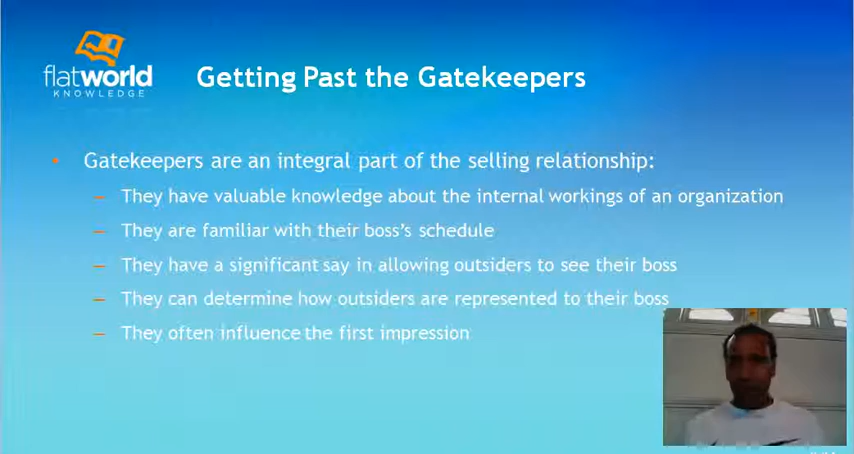 flatworld
KNOWLEDGE
Getting Past the Gatekeepers
• Gatekeepers are an integral part of the selling relationship:
– They have valuable knowledge about the internal workings of an organization
– They are familiar with their boss's schedule
– They have a significant say in allowing outsiders to see their boss
– They can determine how outsiders are represented to their boss
– They often influence the first impression